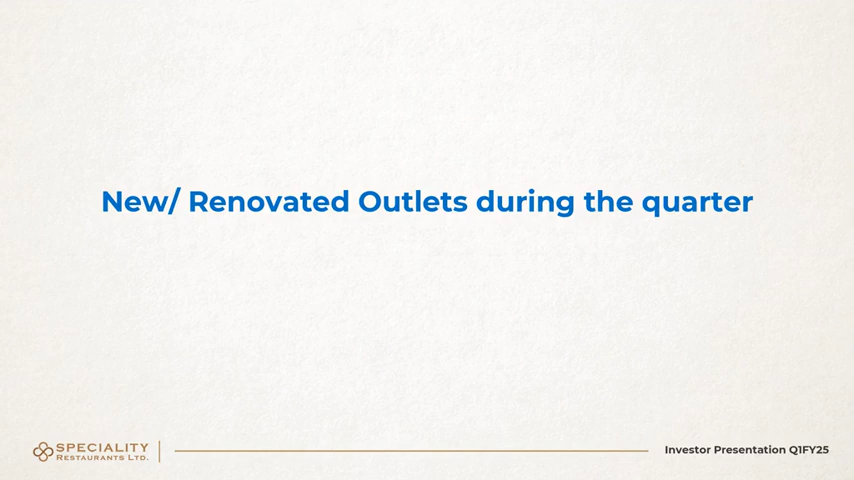 New/ Renovated Outlets during the quarter
SPECIALITY
RESTAURANTS LTD.
Investor Presentation Q1FY25